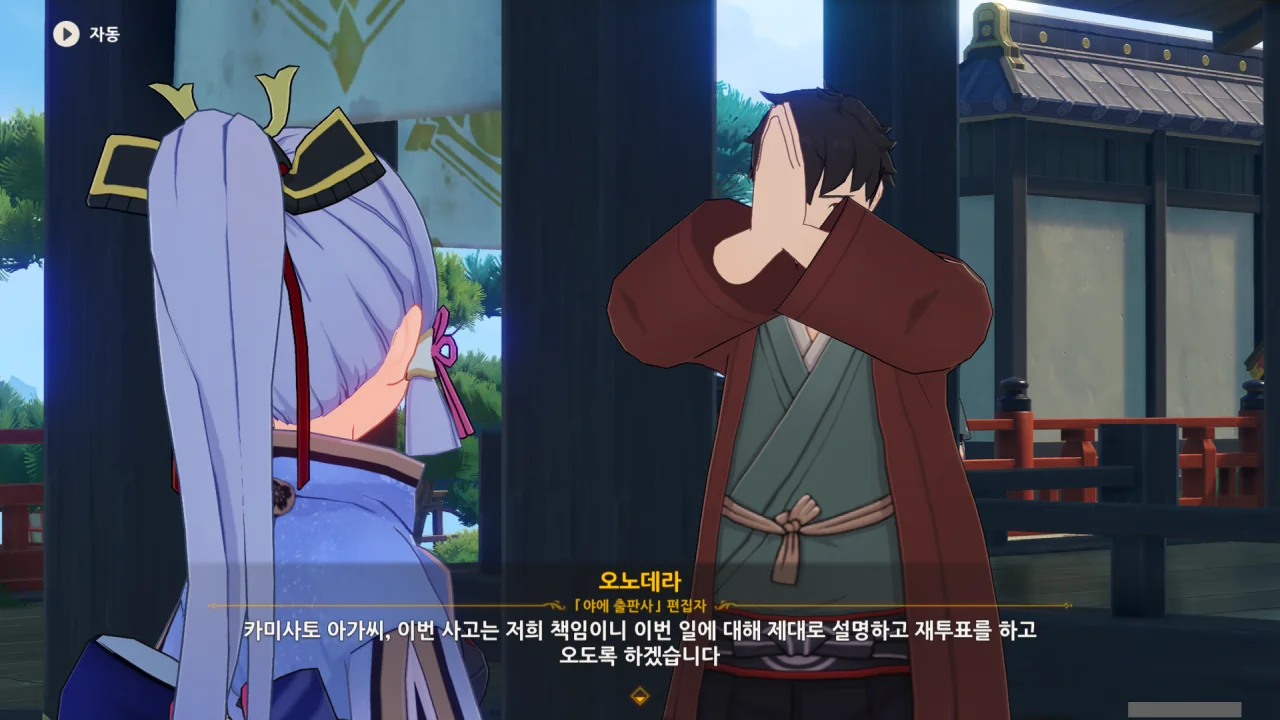 자동
오노데라
「야에 출판사」 편집자
카미사토 아가씨, 이번 사고는 저희 책임이니 이번 일에 대해 제대로 설명하고 재투표를 하고
오도록 하겠습니다